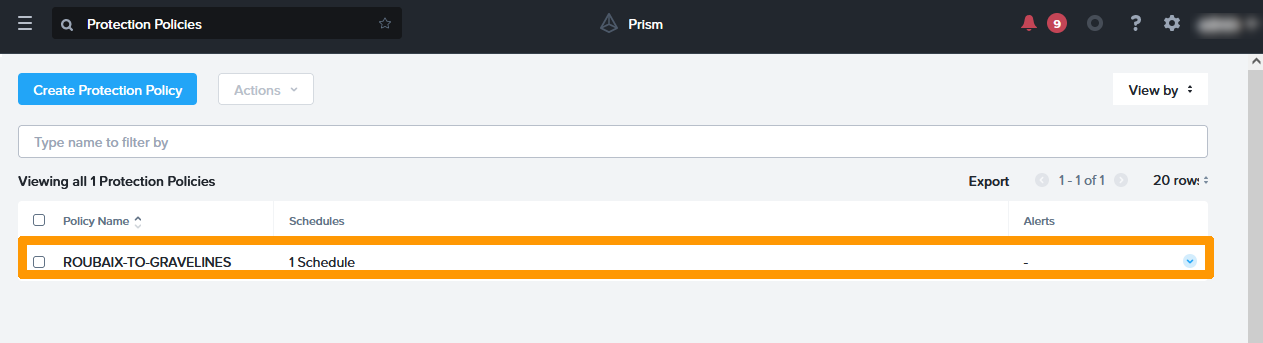 Protection Policies
Prism
9
?
Create Protection Policy
Actions
View by
Type name to filter by
Viewing all 1 Protection Policies
Export
1 - 1 of 1
20 rows
Policy Name
Schedules
Alerts
ROUBAIX-TO-GRAVELINES
1 Schedule
-